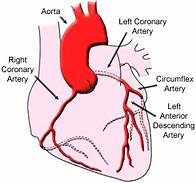 Aorta
Left Coronary
Artery
Right
Coronary
Artery
Circumflex
Artery
Left
Anterior
Descending
Artery